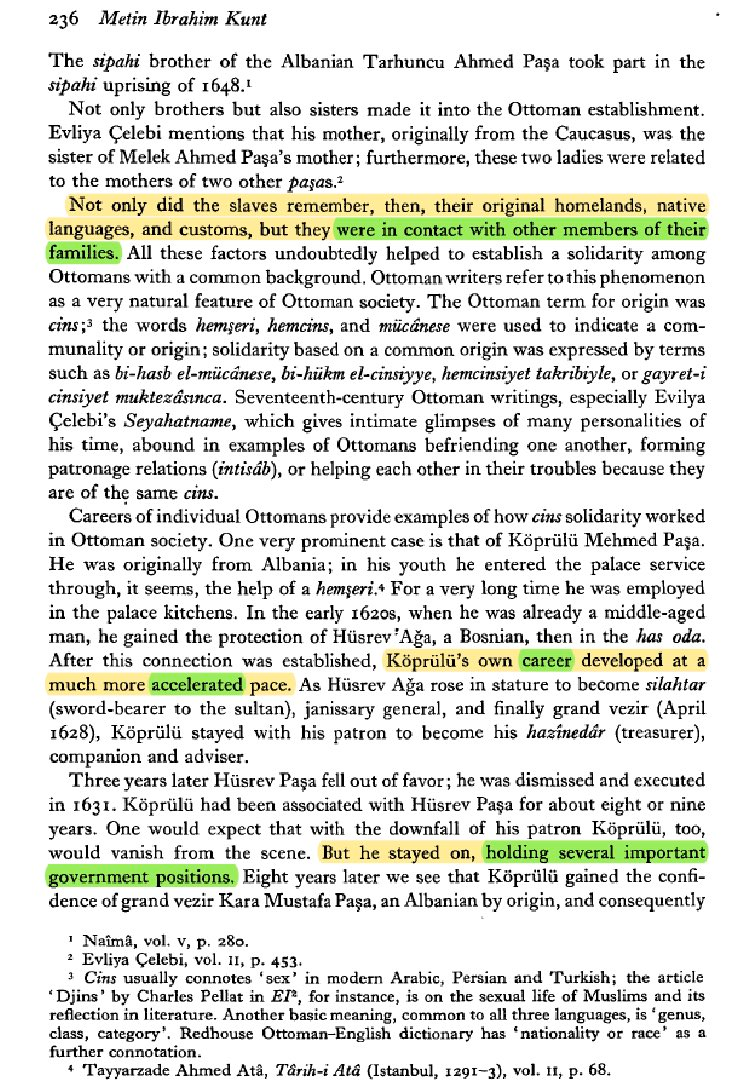 236 Metin Ibrahim Kunt
The sipahi brother of the Albanian Tarhuncu Ahmed Paşa took part in the
sipahi uprising of 1648.¹
Not only brothers but also sisters made it into the Ottoman establishment.
Evliya Çelebi mentions that his mother, originally from the Caucasus, was the
sister of Melek Ahmed Paşa's mother; furthermore, these two ladies were related
to the mothers of two other paşas.²
Not only did the slaves remember, then, their original homelands, native
languages, and customs, but they were in contact with other members of their
families. All these factors undoubtedly helped to establish a solidarity among
Ottomans with a common background. Ottoman writers refer to this phenomenon
as a very natural feature of Ottoman society. The Ottoman term for origin was
cins;³ the words hemşeri, hemcins, and mücânese were used to indicate a com-
munality or origin; solidarity based on a common origin was expressed by terms
such as bi-hasb el-mücânese, bi-hükm el-cinsiyye, hemcinsiyet takribiyle, or gayret-i
cinsiyet muktezâsınca. Seventeenth-century Ottoman writings, especially Evilya
Çelebi's Seyahatname, which gives intimate glimpses of many personalities of
his time, abound in examples of Ottomans befriending one another, forming
patronage relations (intisâb), or helping each other in their troubles because they
are of the same cins.
Careers of individual Ottomans provide examples of how cins solidarity worked
in Ottoman society. One very prominent case is that of Köprülü Mehmed Paşa.
He was originally from Albania; in his youth he entered the palace service
through, it seems, the help of a hemşeri.⁴ For a very long time he was employed
in the palace kitchens. In the early 1620s, when he was already a middle-aged
man, he gained the protection of Hüsrev Ağa, a Bosnian, then in the has oda.
After this connection was established, Köprülü's own career developed at a
much more accelerated pace. As Hüsrev Ağa rose in stature to become silahtar
(sword-bearer to the sultan), janissary general, and finally grand vezir (April
1628), Köprülü stayed with his patron to become his hazînedâr (treasurer),
companion and adviser.
Three years later Hüsrev Paşa fell out of favor; he was dismissed and executed
in 1631. Köprülü had been associated with Hüsrev Paşa for about eight or nine
years. One would expect that with the downfall of his patron Köprülü, too,
would vanish from the scene. But he stayed on, holding several important
government positions. Eight years later we see that Köprülü gained the confi-
dence of grand vezir Kara Mustafa Paşa, an Albanian by origin, and consequently
¹ Naîmâ, vol. v, p. 280.
² Evliya Çelebi, vol. II, p. 453.
³ Cins usually connotes 'sex' in modern Arabic, Persian and Turkish; the article
'Djins' by Charles Pellat in EI², for instance, is on the sexual life of Muslims and its
reflection in literature. Another basic meaning, common to all three languages, is 'genus,
class, category'. Redhouse Ottoman–English dictionary has 'nationality or race' as a
further connotation.
⁴ Tayyarzade Ahmed Atâ, Târih-i Atâ (Istanbul, 1291–3), vol. II, p. 68.